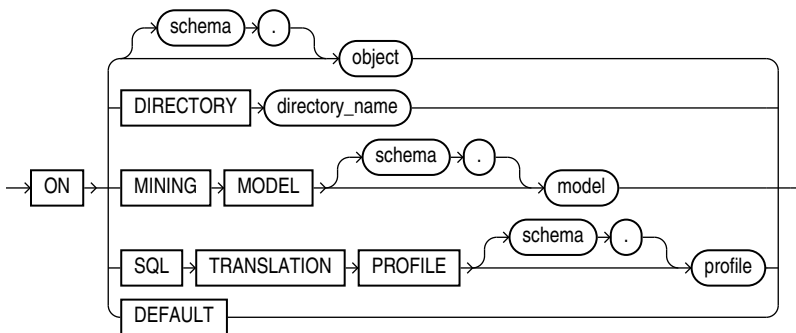 schema .
object
DIRECTORY directory_name
schema .
ON MINING MODEL model
schema .
SQL TRANSLATION PROFILE profile
DEFAULT